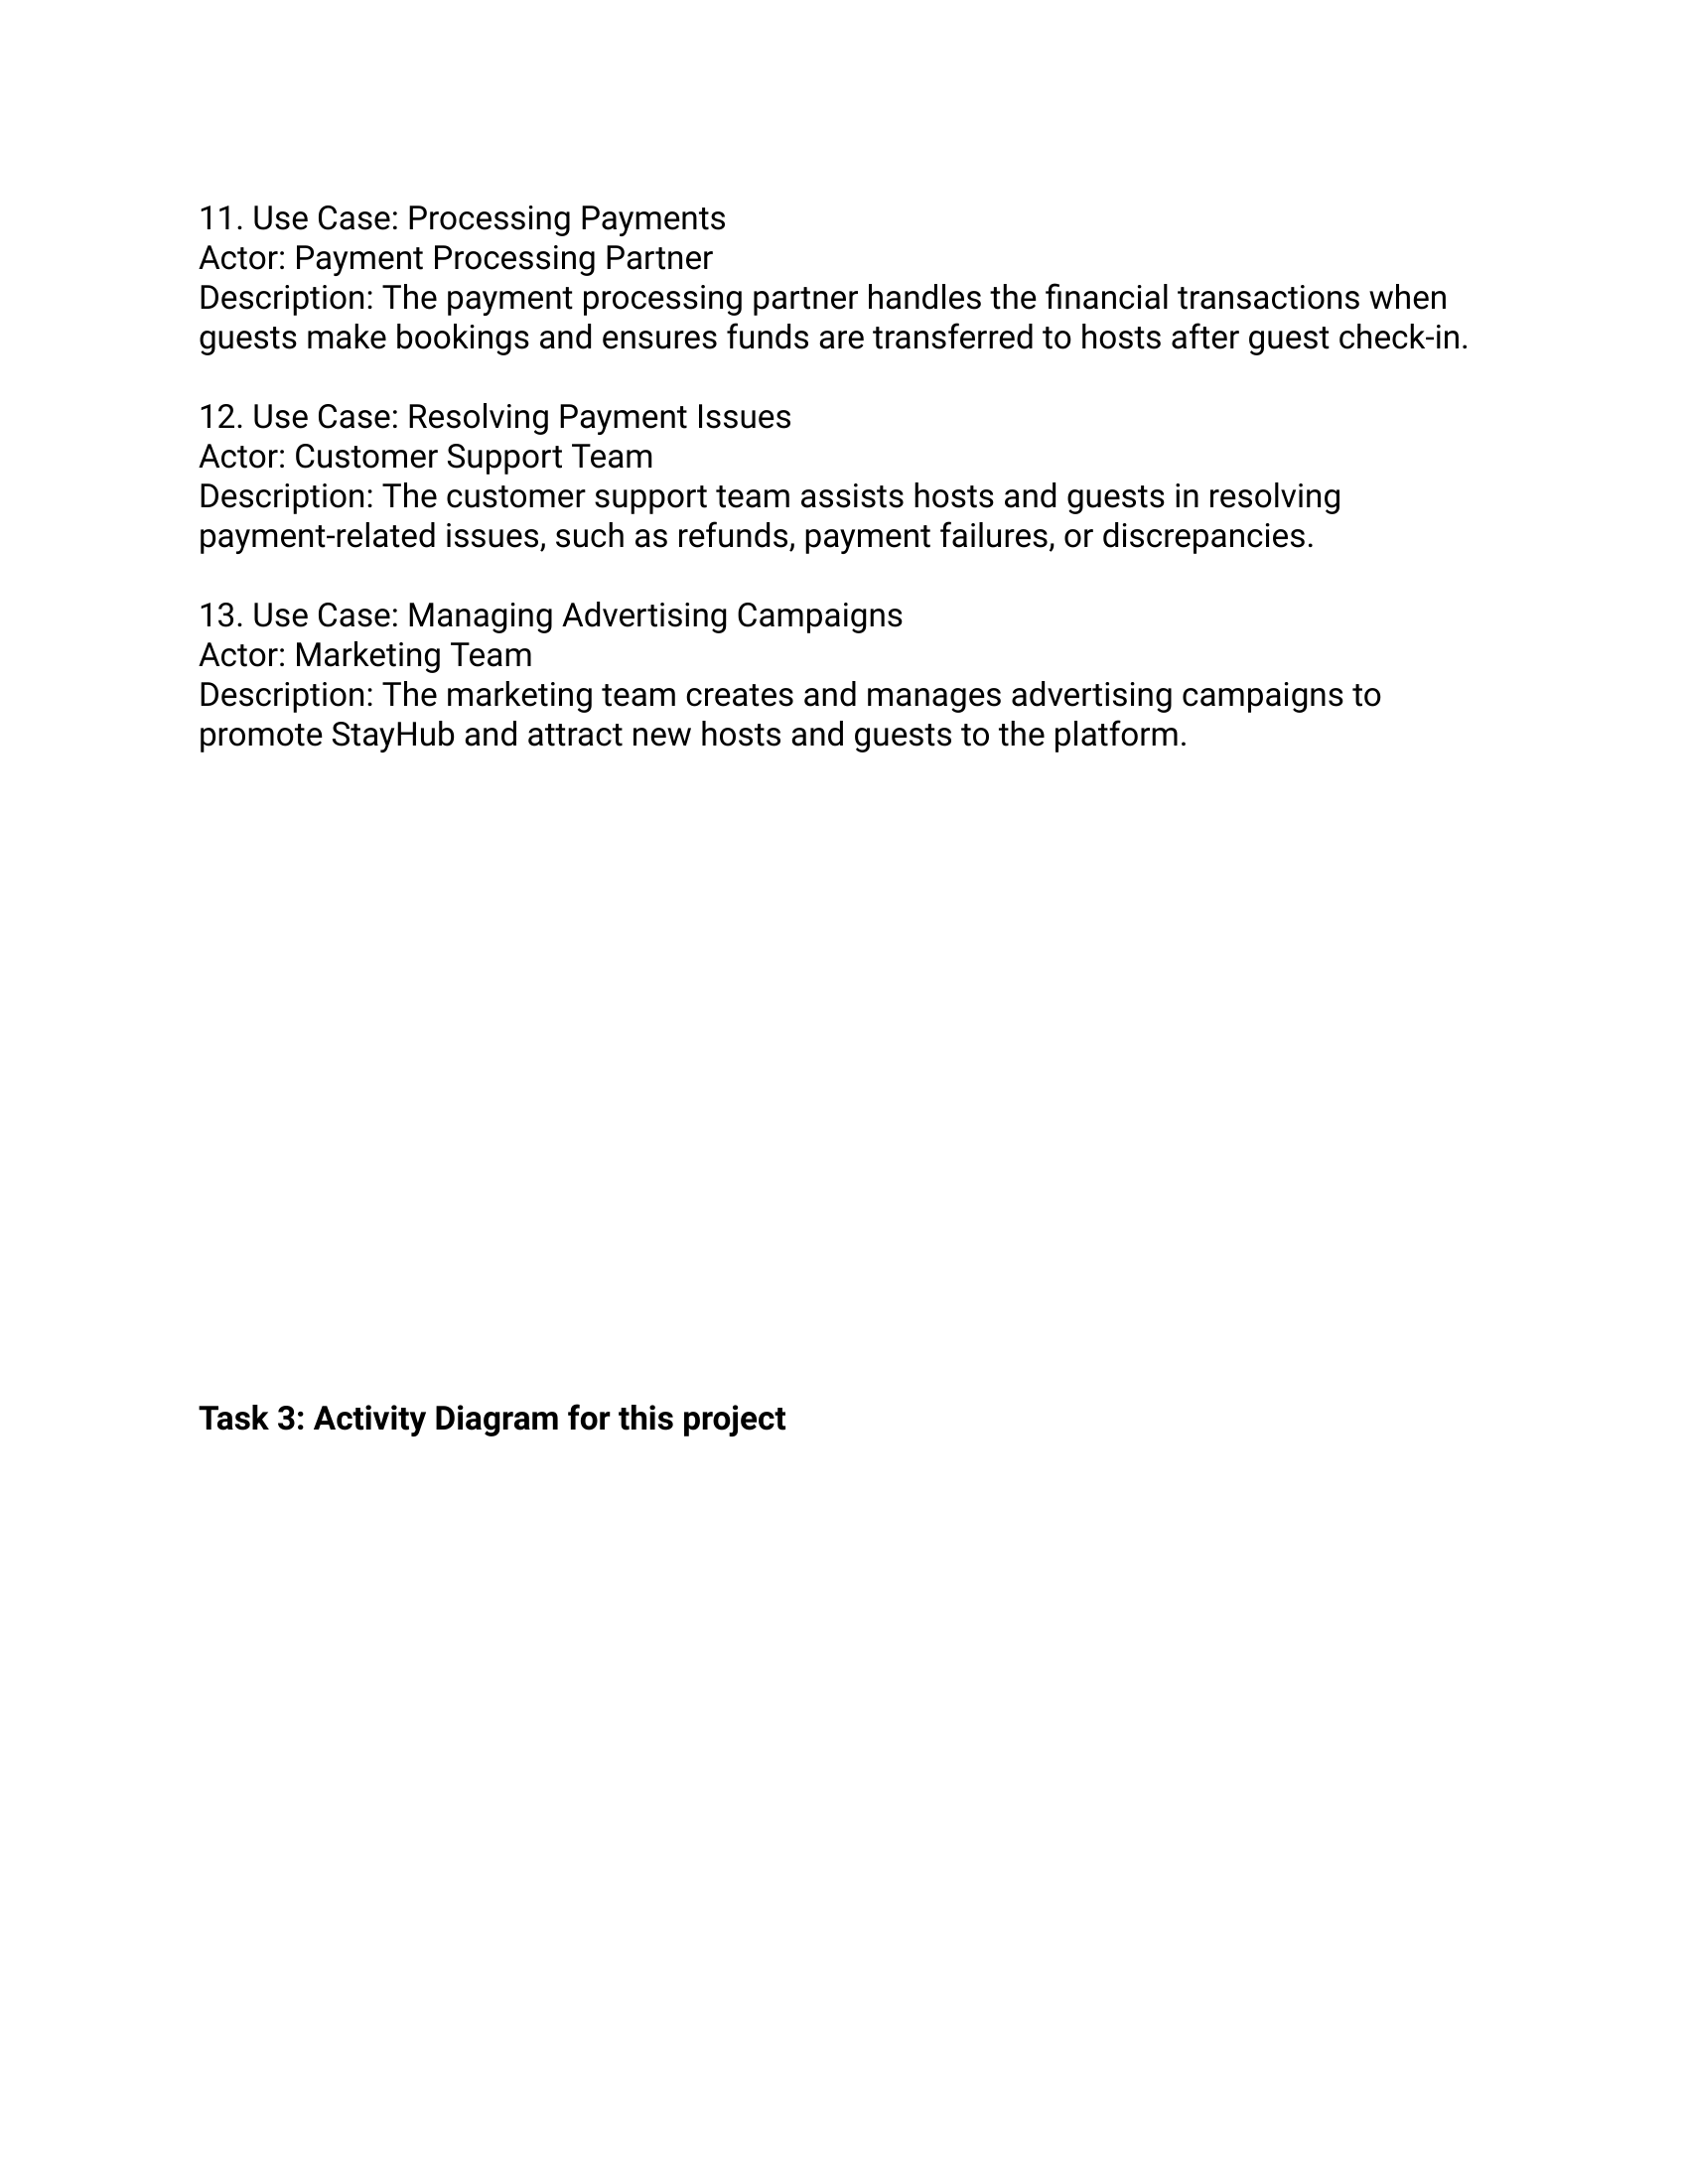 11. Use Case: Processing Payments
Actor: Payment Processing Partner
Description: The payment processing partner handles the financial transactions when
guests make bookings and ensures funds are transferred to hosts after guest check-in.
12. Use Case: Resolving Payment Issues
Actor: Customer Support Team
Description: The customer support team assists hosts and guests in resolving
payment-related issues, such as refunds, payment failures, or discrepancies.
13. Use Case: Managing Advertising Campaigns
Actor: Marketing Team
Description: The marketing team creates and manages advertising campaigns to
promote StayHub and attract new hosts and guests to the platform.
Task 3: Activity Diagram for this project